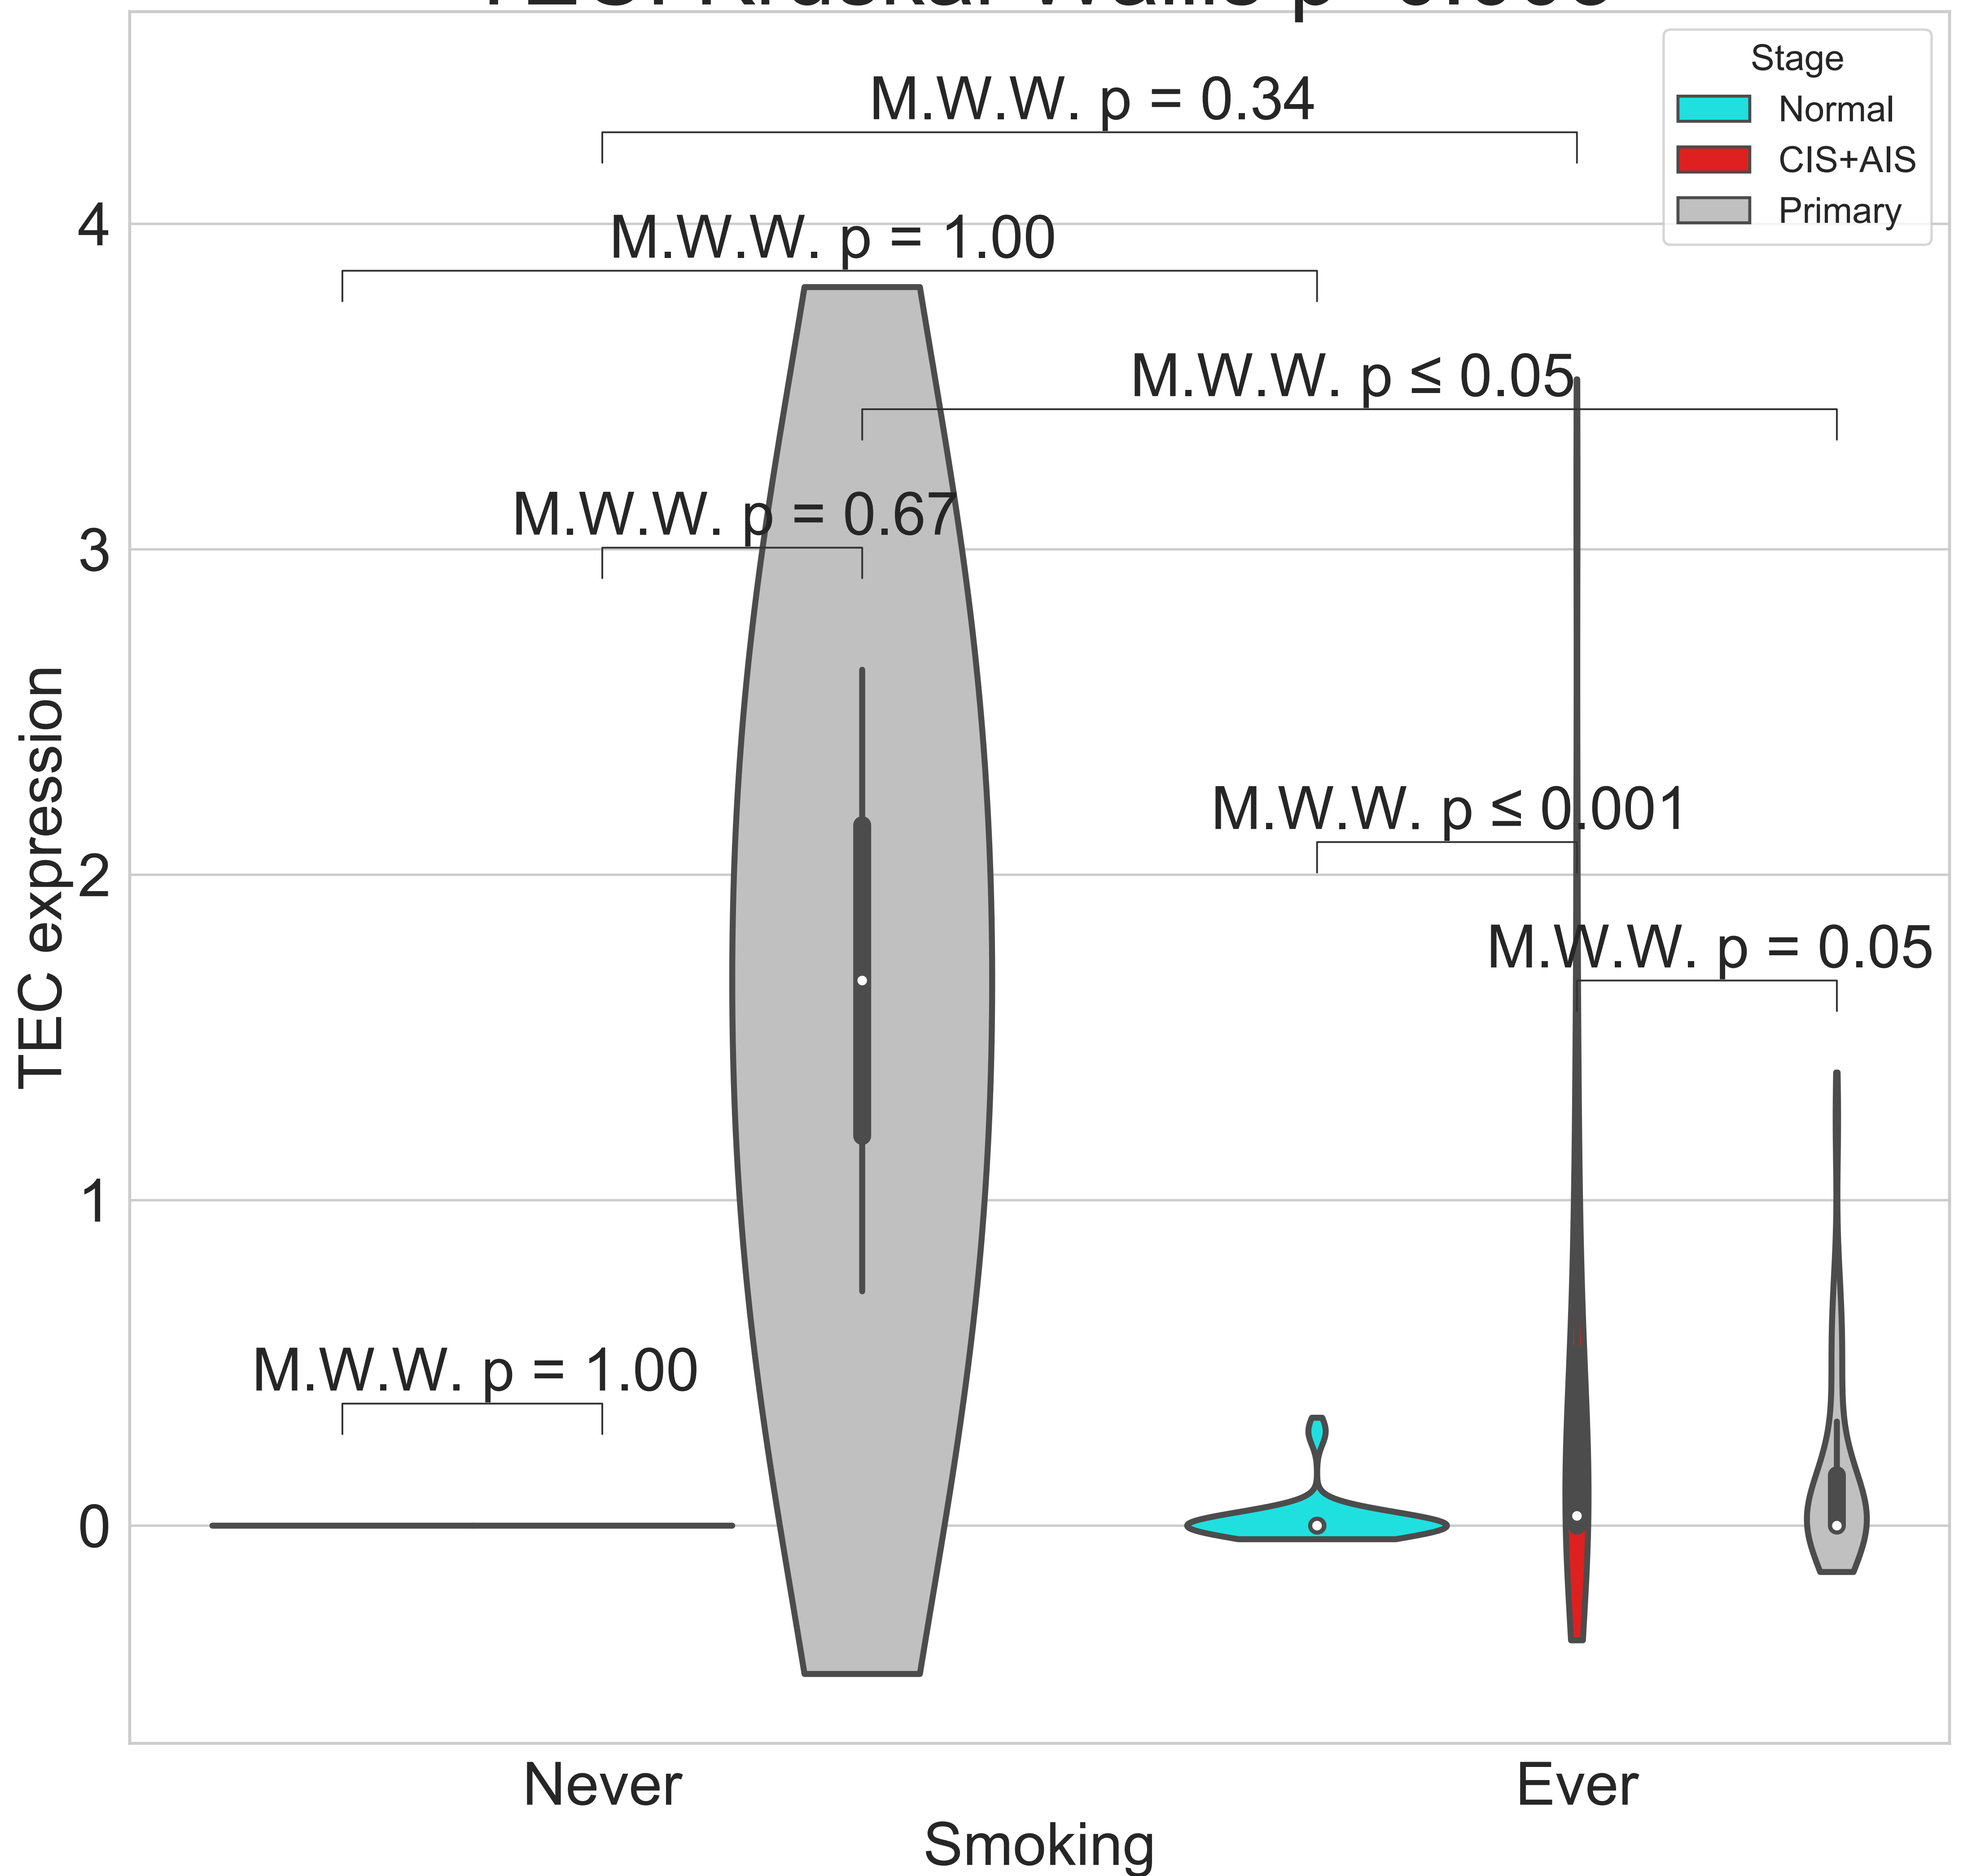 Stage
Normal
CIS+AIS
Primary
M.W.W. p = 0.34
M.W.W. p = 1.00
M.W.W. p ≤ 0.05
M.W.W. p = 0.67
M.W.W. p ≤ 0.001
M.W.W. p = 0.05
M.W.W. p = 1.00
4
3
2
1
0
TEC expression
Never
Ever
Smoking